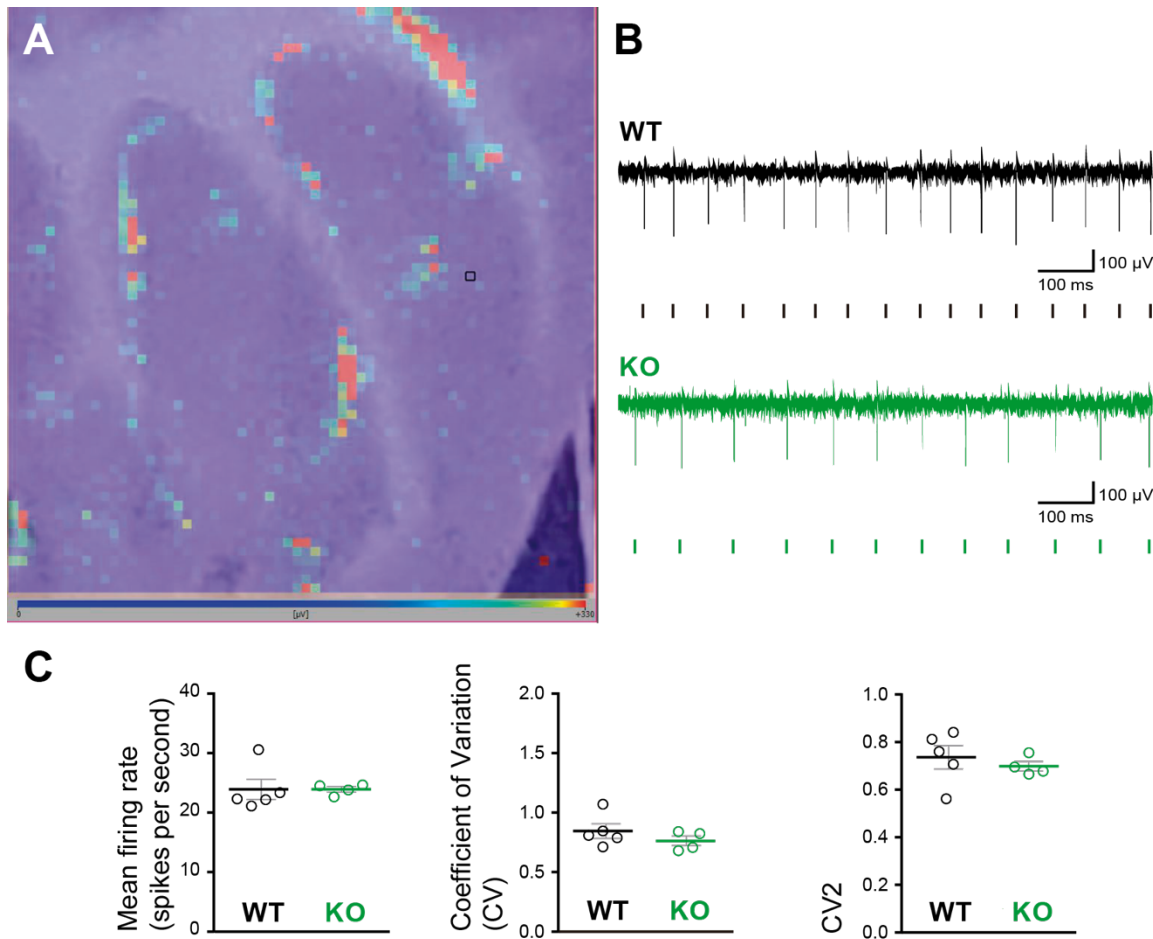 A
0
[µV]
+330
B
WT
100 µV
100 ms
KO
100 µV
100 ms
C
Mean firing rate
(spikes per second)
40
30
20
10
0
WT
KO
Coefficient of Variation
(CV)
2.0
1.5
1.0
0.5
0.0
WT
KO
CV2
1.0
0.8
0.6
0.4
0.2
0.0
WT
KO